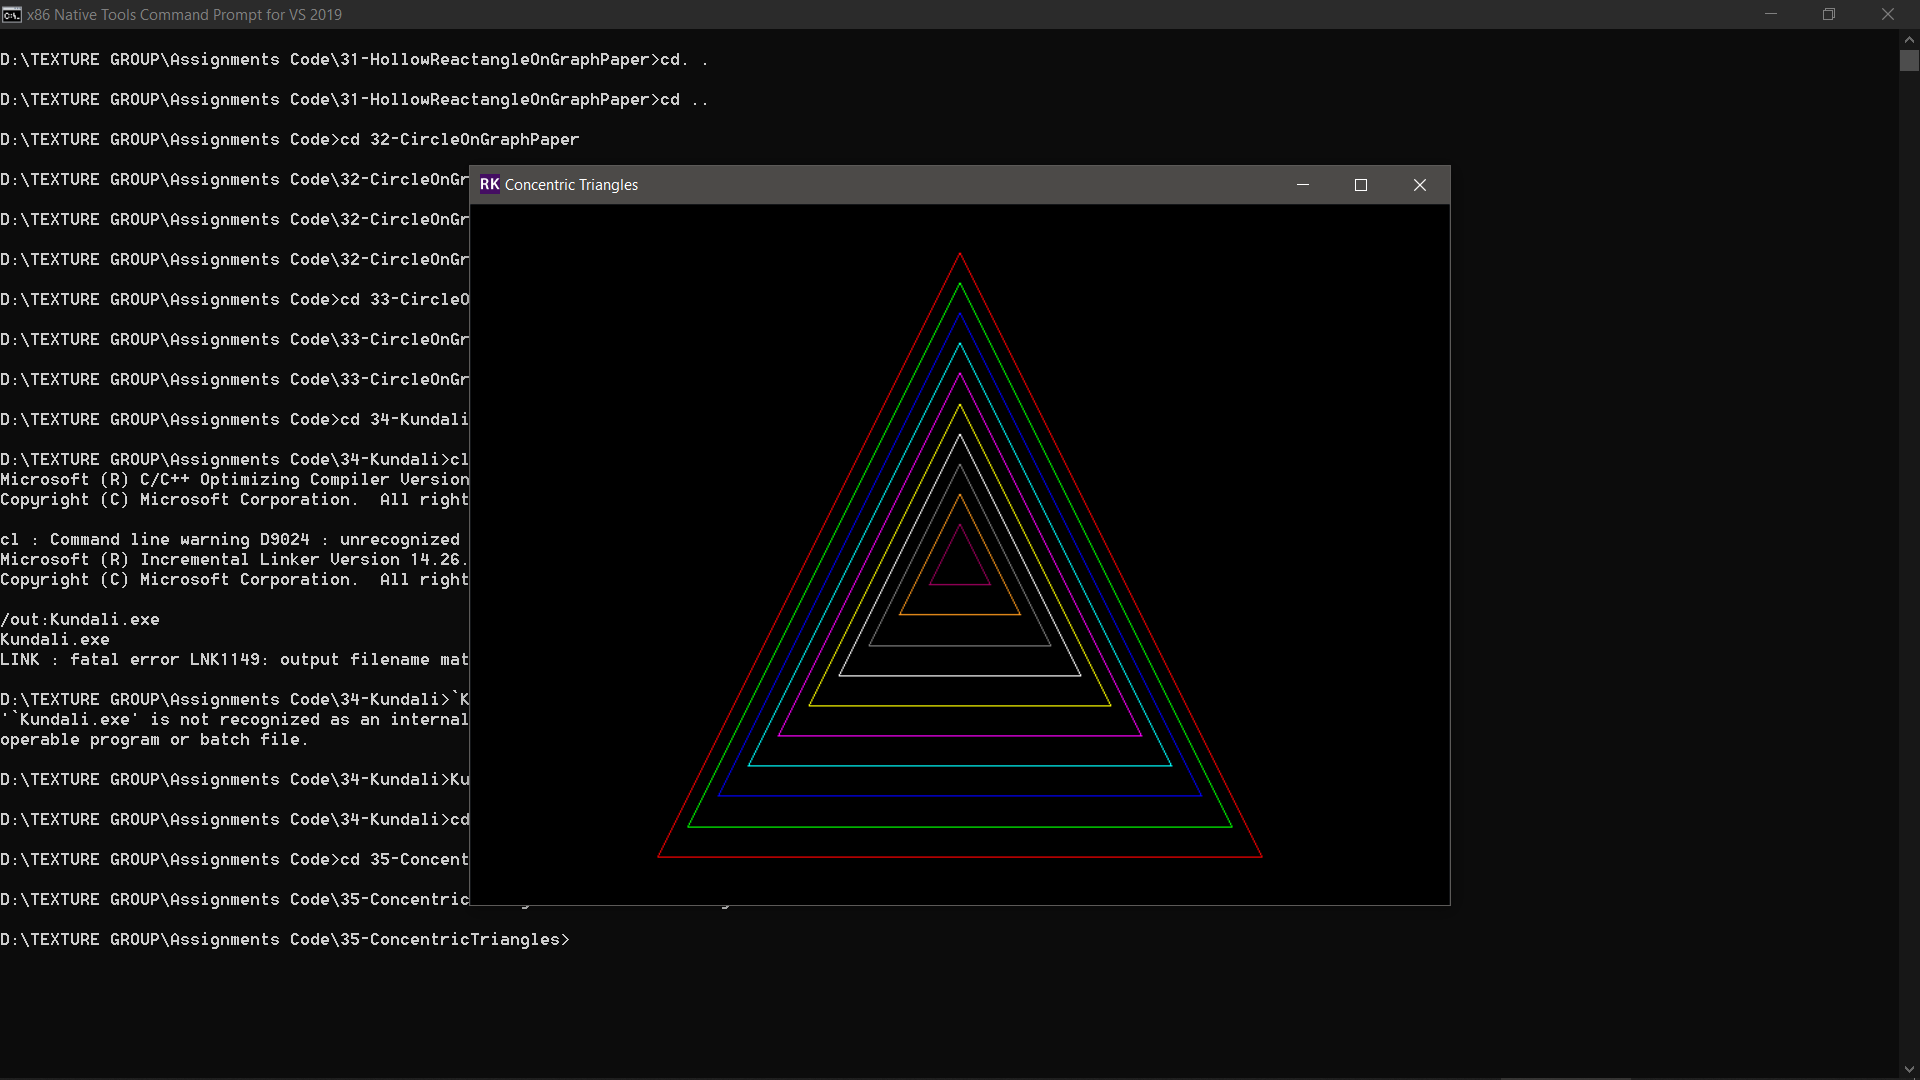 x86 Native Tools Command Prompt for VS 2019
D:\TEXTURE GROUP\Assignments Code\31-HollowReactangleOnGraphPaper>cd. .
D:\TEXTURE GROUP\Assignments Code\31-HollowReactangleOnGraphPaper>cd ..
D:\TEXTURE GROUP\Assignments Code>cd 32-CircleOnGraphPaper
D:\TEXTURE GROUP\Assignments Code\32-CircleOnGr
RK Concentric Triangles
D:\TEXTURE GROUP\Assignments Code\32-CircleOnGr
D:\TEXTURE GROUP\Assignments Code\32-CircleOnGr
D:\TEXTURE GROUP\Assignments Code>cd 33-CircleO
D:\TEXTURE GROUP\Assignments Code\33-CircleOnGr
D:\TEXTURE GROUP\Assignments Code\33-CircleOnGr
D:\TEXTURE GROUP\Assignments Code>cd 34-Kundali
D:\TEXTURE GROUP\Assignments Code\34-Kundali>cl
Microsoft (R) C/C++ Optimizing Compiler Version
Copyright (C) Microsoft Corporation.  All right
cl : Command line warning D9024 : unrecognized
Microsoft (R) Incremental Linker Version 14.26.
Copyright (C) Microsoft Corporation.  All right
/out:Kundali.exe
Kundali.exe
LINK : fatal error LNK1149: output filename mat
D:\TEXTURE GROUP\Assignments Code\34-Kundali>`K
'`Kundali.exe' is not recognized as an internal
operable program or batch file.
D:\TEXTURE GROUP\Assignments Code\34-Kundali>Ku
D:\TEXTURE GROUP\Assignments Code\34-Kundali>cd
D:\TEXTURE GROUP\Assignments Code>cd 35-Concent
D:\TEXTURE GROUP\Assignments Code\35-Concentric
D:\TEXTURE GROUP\Assignments Code\35-ConcentricTriangles>